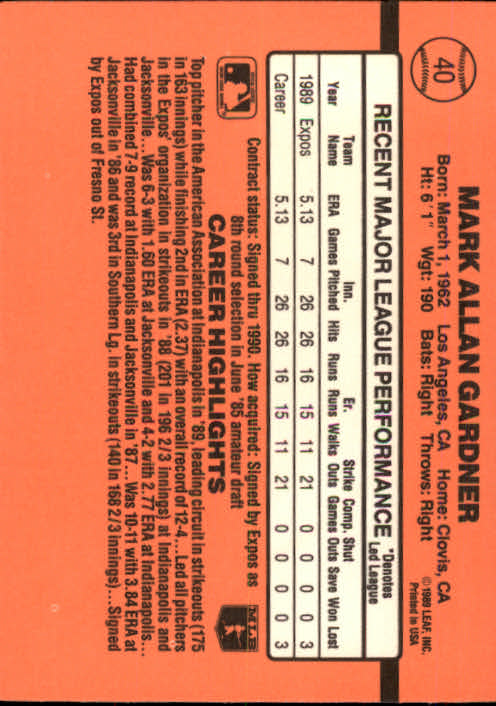 40
MARK ALLAN GARDNER
Born: March 1, 1962 Los Angeles, CA Home: Clovis, CA
Ht: 6' 1" Wgt: 190 Bats: Right Throws: Right
© 1989 LEAF, INC.
Printed in USA
RECENT MAJOR LEAGUE PERFORMANCE *Denotes Led League
Team Inn. Er. Strike Comp. Shut
Year Name ERA Games Pitched Hits Runs Runs Walks Outs Games Outs Save Won Lost
1989 Expos 5.13 7 26 26 16 15 11 21 0 0 0 0 3
Career 5.13 7 26 26 16 15 11 21 0 0 0 0 3
Contract status: Signed thru 1990. How acquired: Signed by Expos as
8th round selection in June '85 amateur draft
MLB
CAREER HIGHLIGHTS
Top pitcher in the American Association at Indianapolis in '89, leading circuit in strikeouts (175
in 163 innings) while finishing 2nd in ERA (2.37) with an overall record of 12-4...Led all pitchers
in the Expos' organization in strikeouts in '88 (201 in 196 2/3 innings) at Indianapolis and
Jacksonville...Was 6-3 with 1.60 ERA at Jacksonville and 4-2 with 2.77 ERA at Indianapolis...
Had combined 7-9 record at Indianapolis and Jacksonville in '87...Was 10-11 with 3.84 ERA at
Jacksonville in '86 and was 3rd in Southern Lg. in strikeouts (140 in 168 2/3 innings)...Signed
by Expos out of Fresno St.